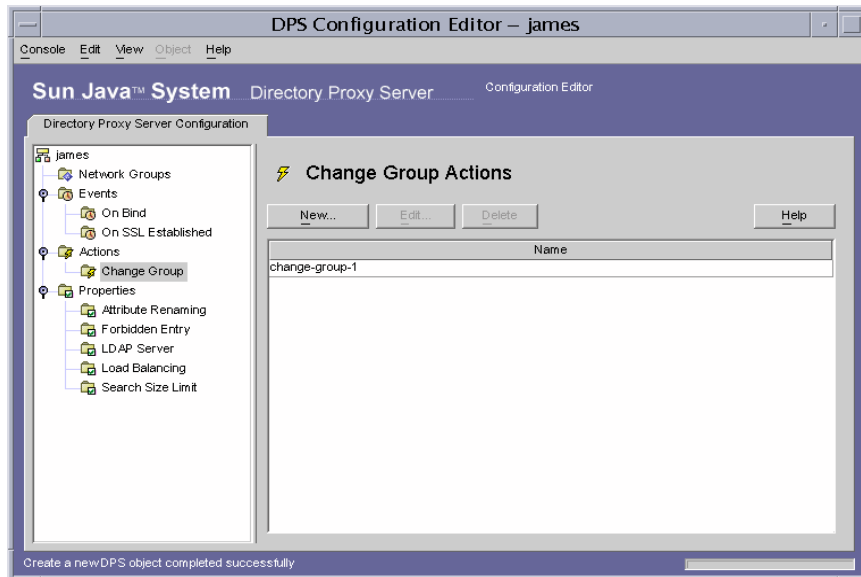 DPS Configuration Editor – james
Console Edit View Object Help
Sun Java™ System Directory Proxy Server Configuration Editor
Directory Proxy Server Configuration
james
Network Groups
Events
On Bind
On SSL Established
Actions
Change Group
Properties
Attribute Renaming
Forbidden Entry
LDAP Server
Load Balancing
Search Size Limit
Change Group Actions
New... Edit... Delete Help
Name
change-group-1
Create a new DPS object completed successfully